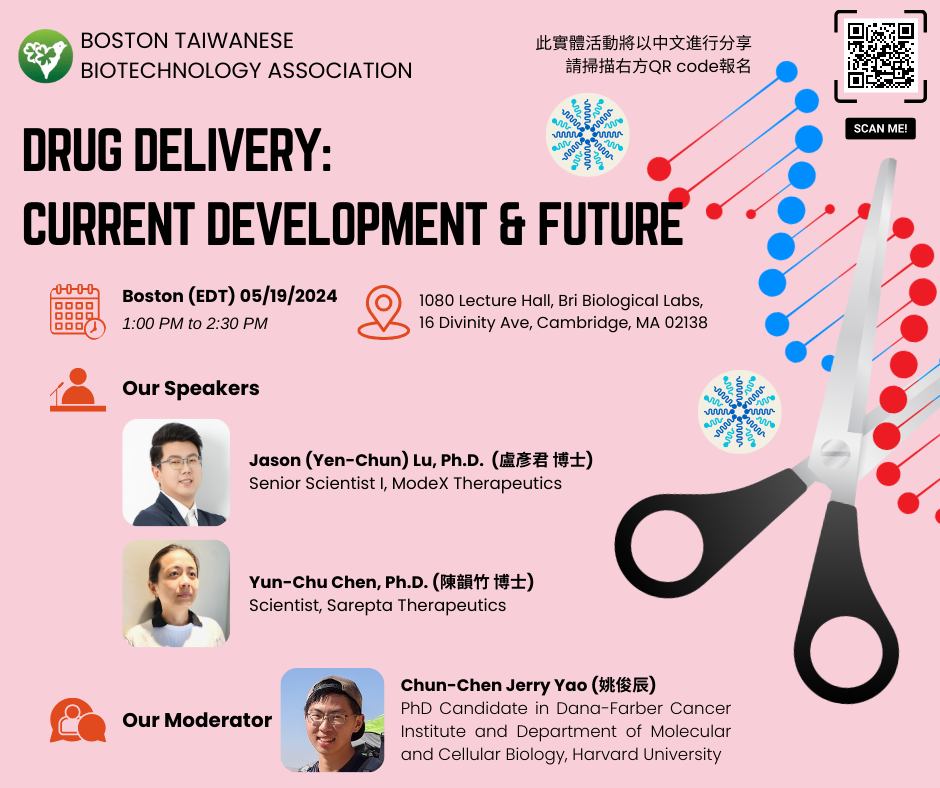 BOSTON TAIWANESE
BIOTECHNOLOGY ASSOCIATION
此實體活動將以中文進行分享
請掃描右方QR code報名
SCAN ME!
DRUG DELIVERY:
CURRENT DEVELOPMENT & FUTURE
Boston (EDT) 05/19/2024
1:00 PM to 2:30 PM
1080 Lecture Hall, Bri Biological Labs,
16 Divinity Ave, Cambridge, MA 02138
Our Speakers
Jason (Yen-Chun) Lu, Ph.D. (盧彥君 博士)
Senior Scientist I, ModeX Therapeutics
Yun-Chu Chen, Ph.D. (陳韻竹 博士)
Scientist, Sarepta Therapeutics
Our Moderator
Chun-Chen Jerry Yao (姚俊辰)
PhD Candidate in Dana-Farber Cancer
Institute and Department of Molecular
and Cellular Biology, Harvard University